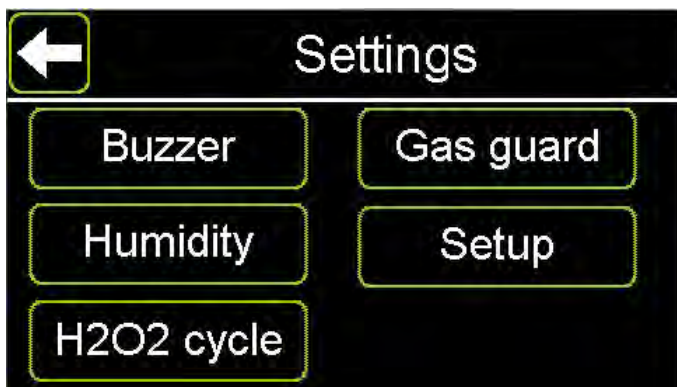 Settings
Buzzer
Gas guard
Humidity
Setup
H2O2 cycle